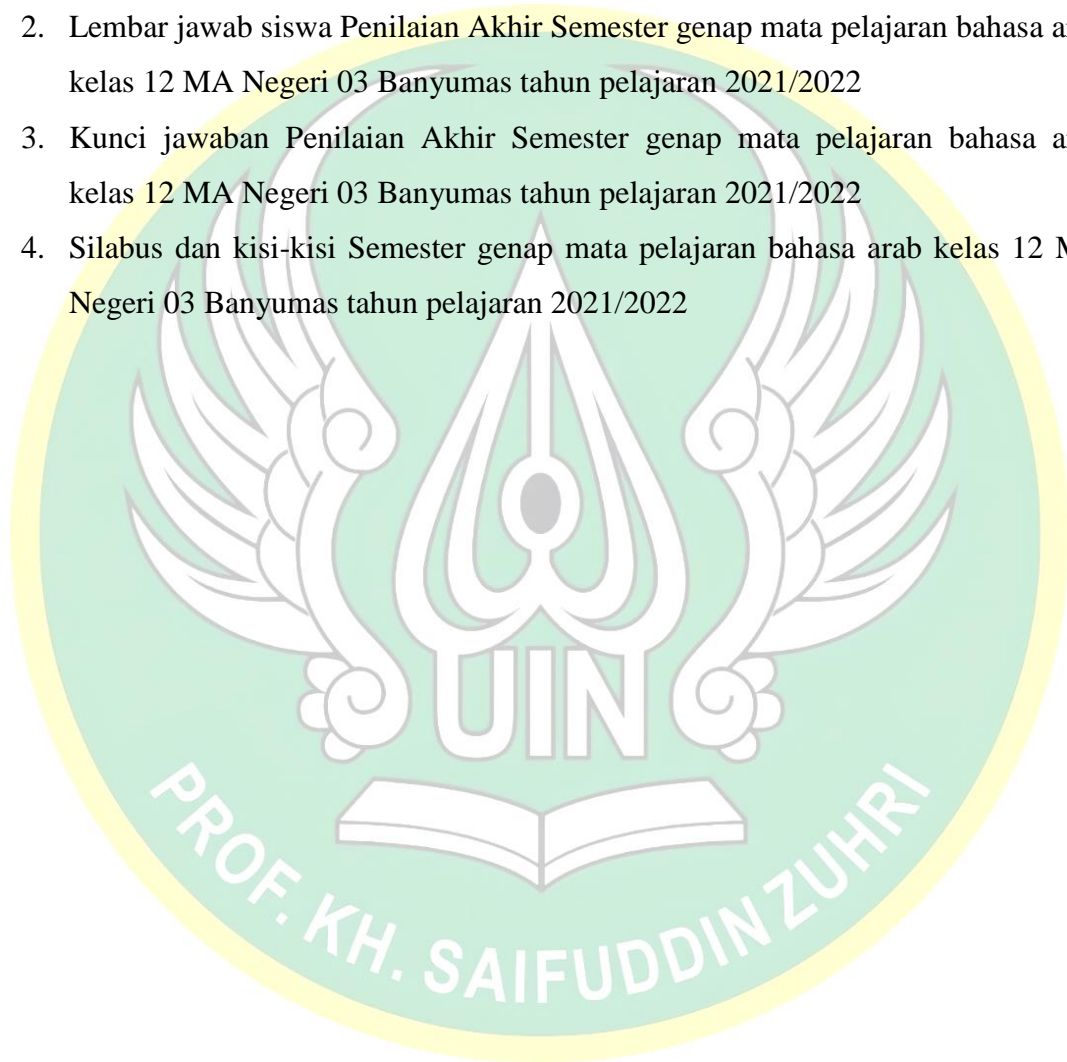 2. Lembar jawab siswa Penilaian Akhir Semester genap mata pelajaran bahasa
kelas 12 MA Negeri 03 Banyumas tahun pelajaran 2021/2022
3. Kunci jawaban Penilaian Akhir Semester genap mata pelajaran bahasa
kelas 12 MA Negeri 03 Banyumas tahun pelajaran 2021/2022
4. Silabus dan kisi-kisi Semester genap mata pelajaran bahasa arab kelas 12
Negeri 03 Banyumas tahun pelajaran 2021/2022
UIN
PROF. KH. SAIFUDDIN ZUHRI